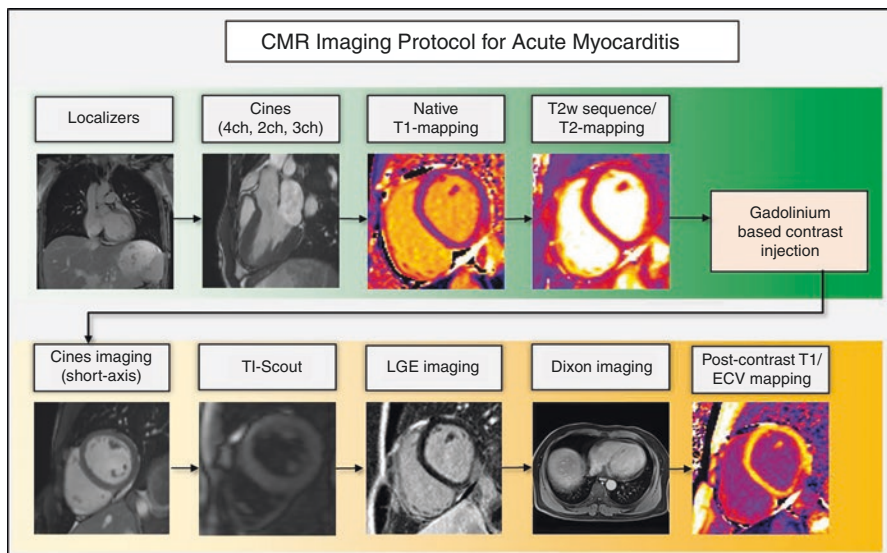 CMR Imaging Protocol for Acute Myocarditis
Localizers
Cines
(4ch, 2ch, 3ch)
Native
T1-mapping
T2w sequence/
T2-mapping
Gadolinium
based contrast
injection
Cines imaging
(short-axis)
TI-Scout
LGE imaging
Dixon imaging
Post-contrast T1/
ECV mapping